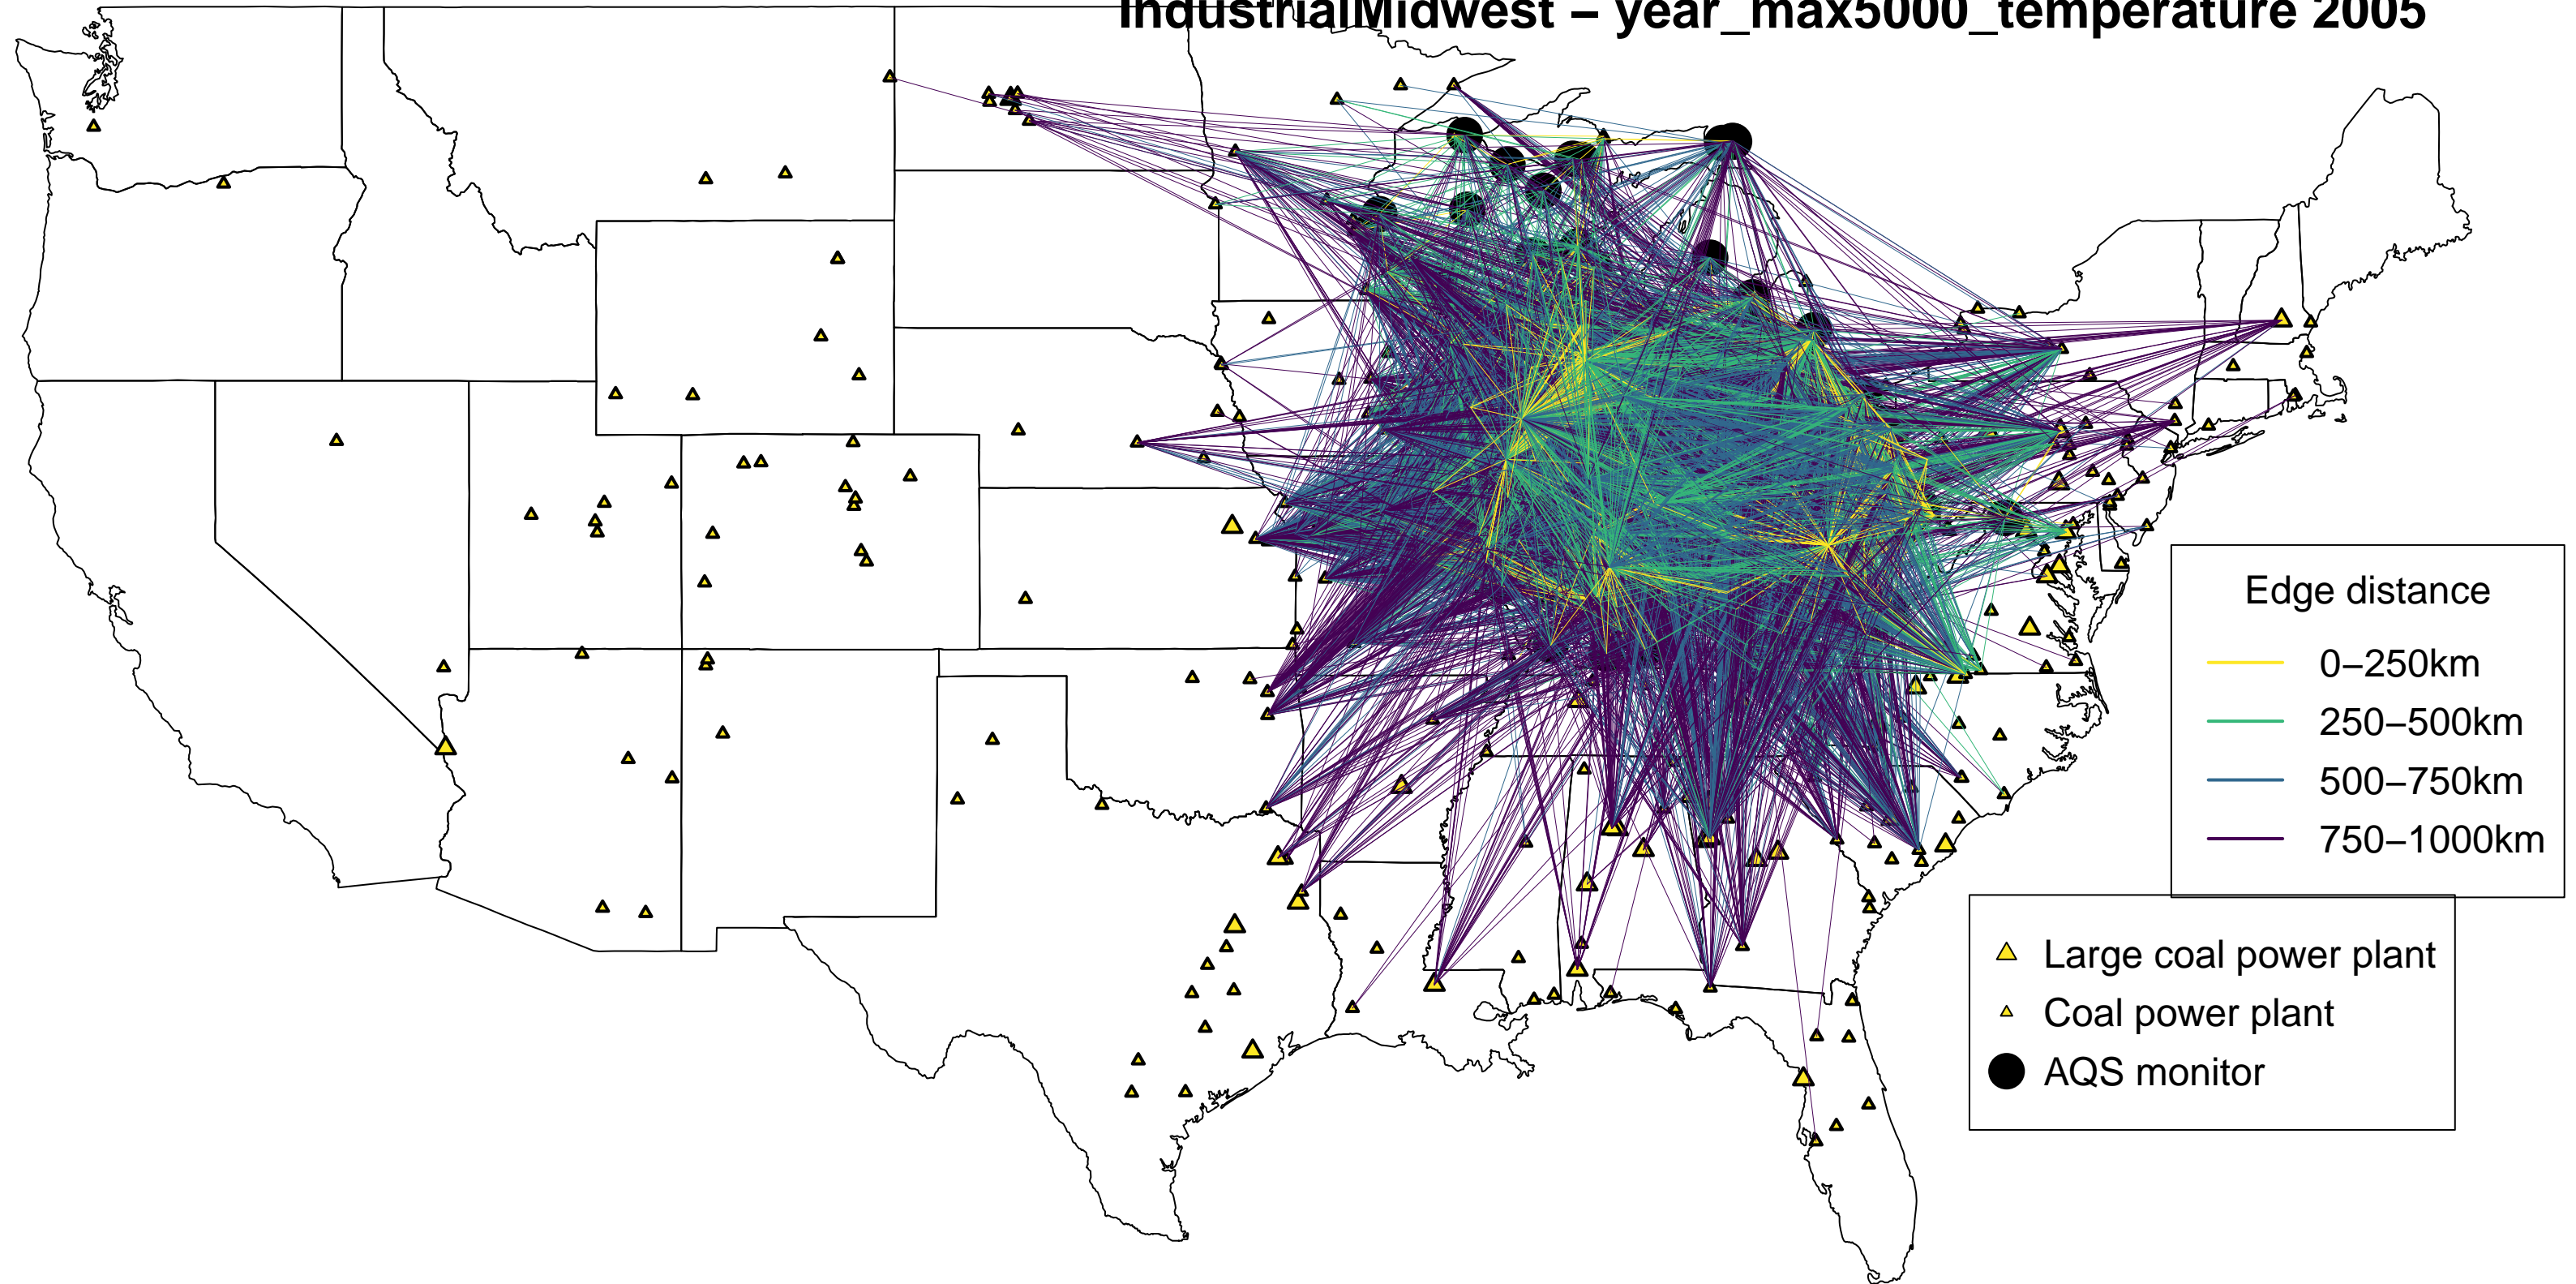 IndustrialMidwest – year_max5000_temperature 2005
Edge distance
0–250km
250–500km
500–750km
750–1000km
Large coal power plant
Coal power plant
AQS monitor